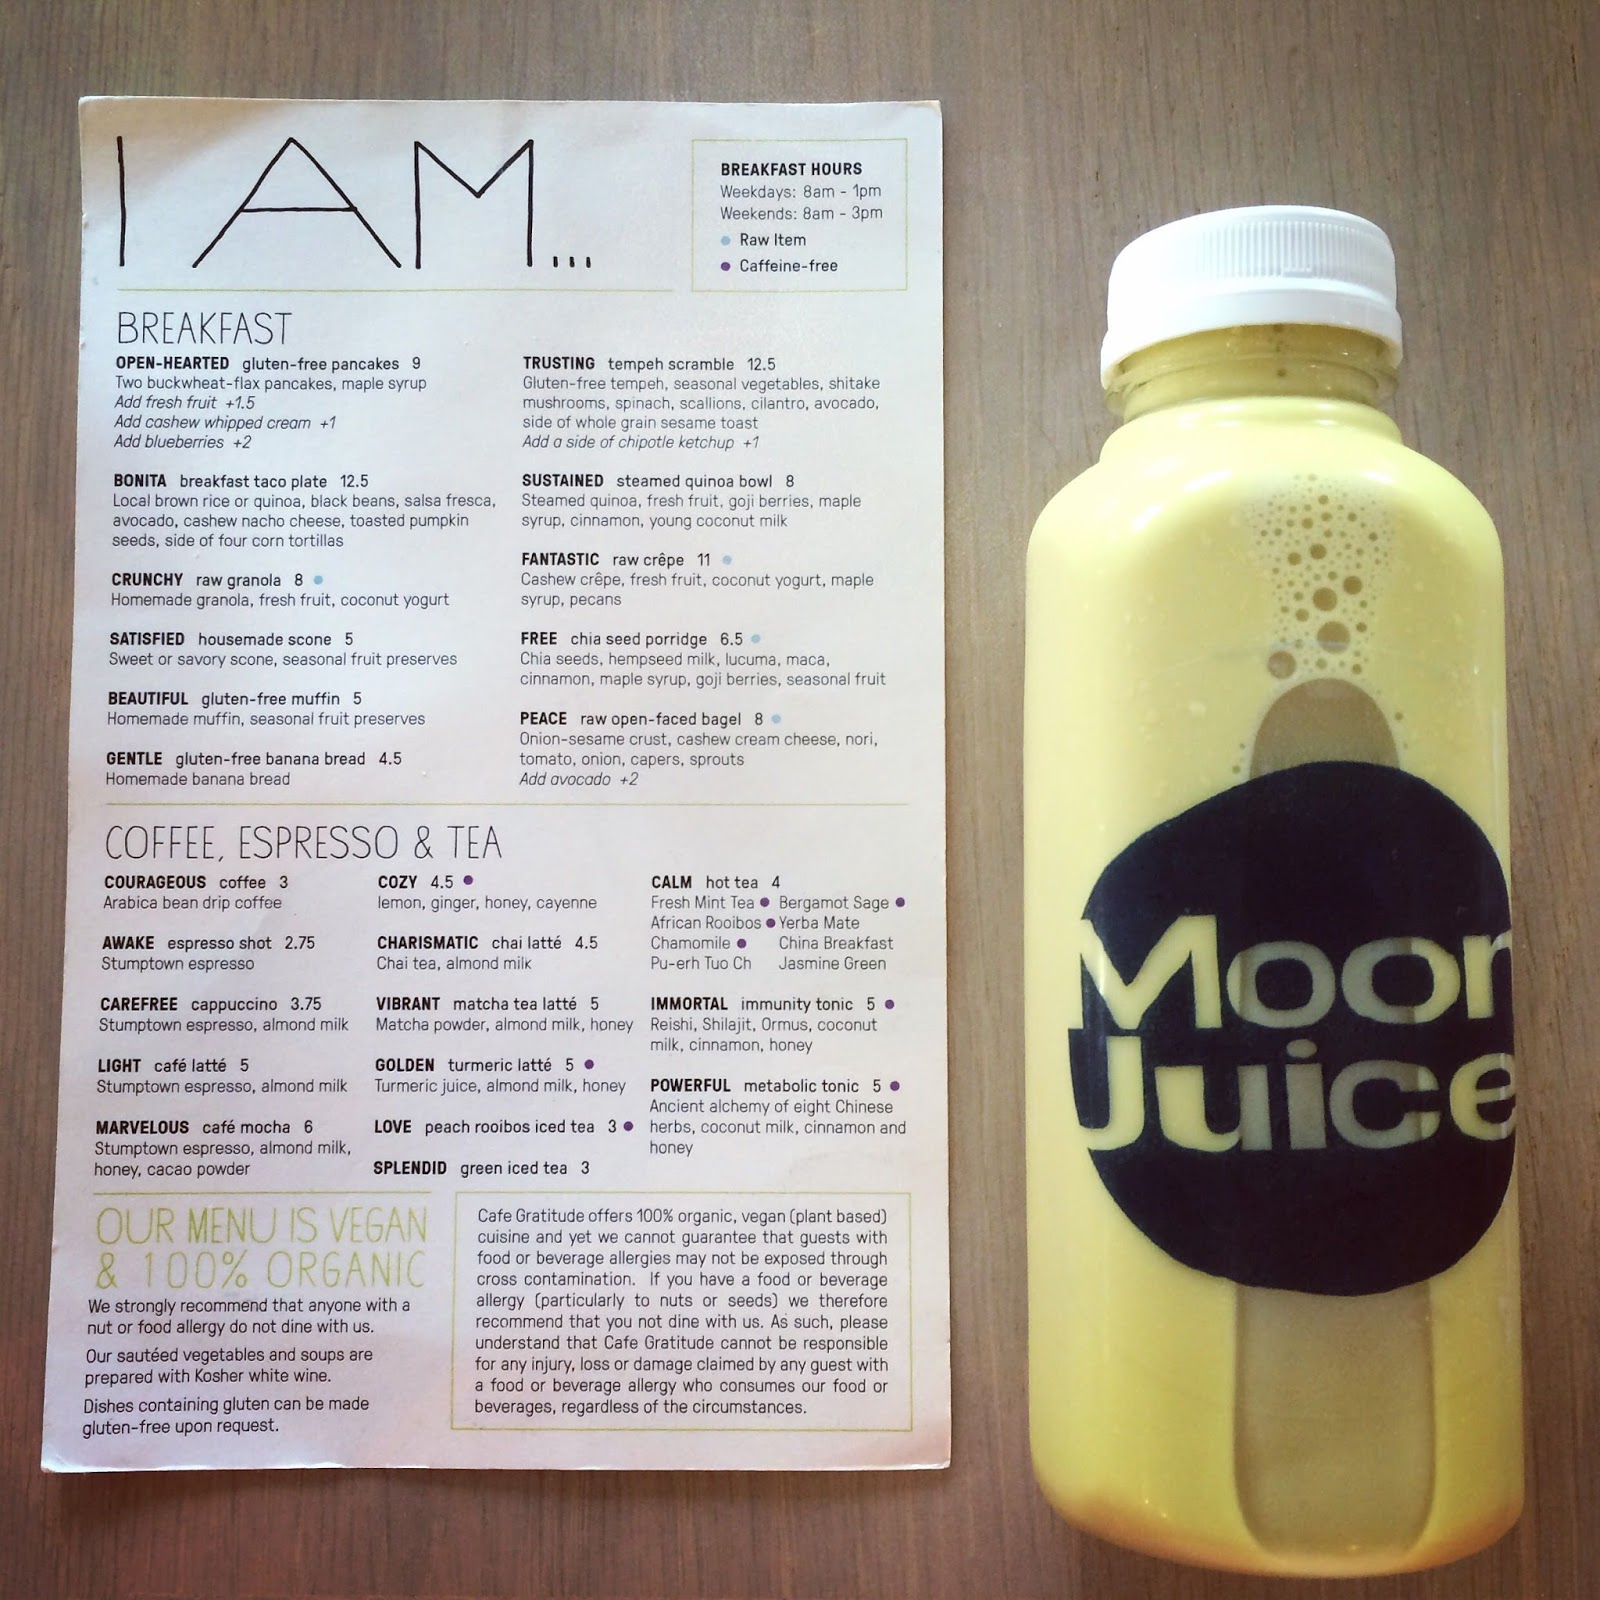 I AM...
BREAKFAST HOURS
Weekdays: 8am - 1pm
Weekends: 8am - 3pm
Raw Item
Caffeine-free
BREAKFAST
OPEN-HEARTED gluten-free pancakes 9
Two buckwheat-flax pancakes, maple syrup
Add fresh fruit +1.5
Add cashew whipped cream +1
Add blueberries +2
BONITA breakfast taco plate 12.5
Local brown rice or quinoa, black beans, salsa fresca,
avocado, cashew nacho cheese, toasted pumpkin
seeds, side of four corn tortillas
CRUNCHY raw granola 8
Homemade granola, fresh fruit, coconut yogurt
SATISFIED housemade scone 5
Sweet or savory scone, seasonal fruit preserves
BEAUTIFUL gluten-free muffin 5
Homemade muffin, seasonal fruit preserves
GENTLE gluten-free banana bread 4.5
Homemade banana bread
TRUSTING tempeh scramble 12.5
Gluten-free tempeh, seasonal vegetables, shitake
mushrooms, spinach, scallions, cilantro, avocado,
side of whole grain sesame toast
Add a side of chipotle ketchup +1
SUSTAINED steamed quinoa bowl 8
Steamed quinoa, fresh fruit, goji berries, maple
syrup, cinnamon, young coconut milk
FANTASTIC raw crêpe 11
Cashew crêpe, fresh fruit, coconut yogurt, maple
syrup, pecans
FREE chia seed porridge 6.5
Chia seeds, hempseed milk, lucuma, maca,
cinnamon, maple syrup, goji berries, seasonal fruit
PEACE raw open-faced bagel 8
Onion-sesame crust, cashew cream cheese, nori,
tomato, onion, capers, sprouts
Add avocado +2
COFFEE, ESPRESSO & TEA
COURAGEOUS coffee 3
Arabica bean drip coffee
AWAKE espresso shot 2.75
Stumptown espresso
CAREFREE cappuccino 3.75
Stumptown espresso, almond milk
LIGHT café latté 5
Stumptown espresso, almond milk
MARVELOUS café mocha 6
Stumptown espresso, almond milk,
honey, cacao powder
COZY 4.5
lemon, ginger, honey, cayenne
CHARISMATIC chai latté 4.5
Chai tea, almond milk
VIBRANT matcha tea latté 5
Matcha powder, almond milk, honey
GOLDEN turmeric latté 5
Turmeric juice, almond milk, honey
LOVE peach rooibos iced tea 3
SPLENDID green iced tea 3
CALM hot tea 4
Fresh Mint Tea Bergamot Sage
African Rooibos Yerba Mate
Chamomile China Breakfast
Pu-erh Tuo Ch Jasmine Green
IMMORTAL immunity tonic 5
Reishi, Shilajit, Ormus, coconut
milk, cinnamon, honey
POWERFUL metabolic tonic 5
Ancient alchemy of eight Chinese
herbs, coconut milk, cinnamon and
honey
OUR MENU IS VEGAN
& 100% ORGANIC
We strongly recommend that anyone with a
nut or food allergy do not dine with us.
Our sautéed vegetables and soups are
prepared with Kosher white wine.
Dishes containing gluten can be made
gluten-free upon request.
Cafe Gratitude offers 100% organic, vegan (plant based)
cuisine and yet we cannot guarantee that guests with
food or beverage allergies may not be exposed through
cross contamination. If you have a food or beverage
allergy (particularly to nuts or seeds) we therefore
recommend that you not dine with us. As such, please
understand that Cafe Gratitude cannot be responsible
for any injury, loss or damage claimed by any guest with
a food or beverage allergy who consumes our food or
beverages, regardless of the circumstances.
Moon
Juice